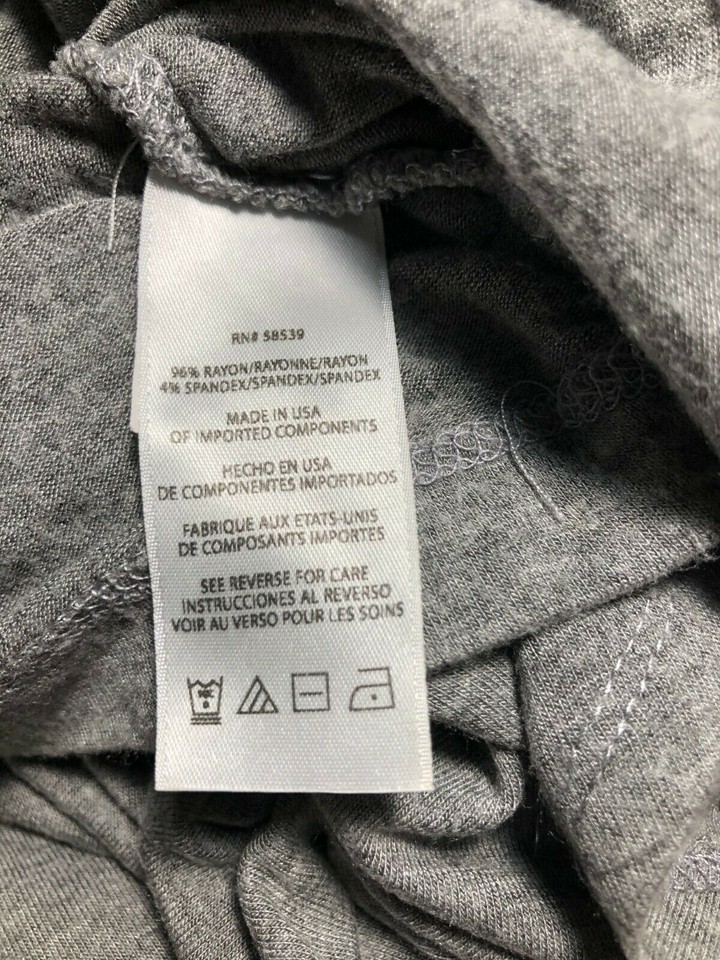 RN# 58539
96% RAYON/RAYONNE/RAYON
4% SPANDEX/SPANDEX/SPANDEX
MADE IN USA
OF IMPORTED COMPONENTS
HECHO EN USA
DE COMPONENTES IMPORTADOS
FABRIQUE AUX ETATS-UNIS
DE COMPOSANTS IMPORTES
SEE REVERSE FOR CARE
INSTRUCCIONES AL REVERSO
VOIR AU VERSO POUR LES SOINS